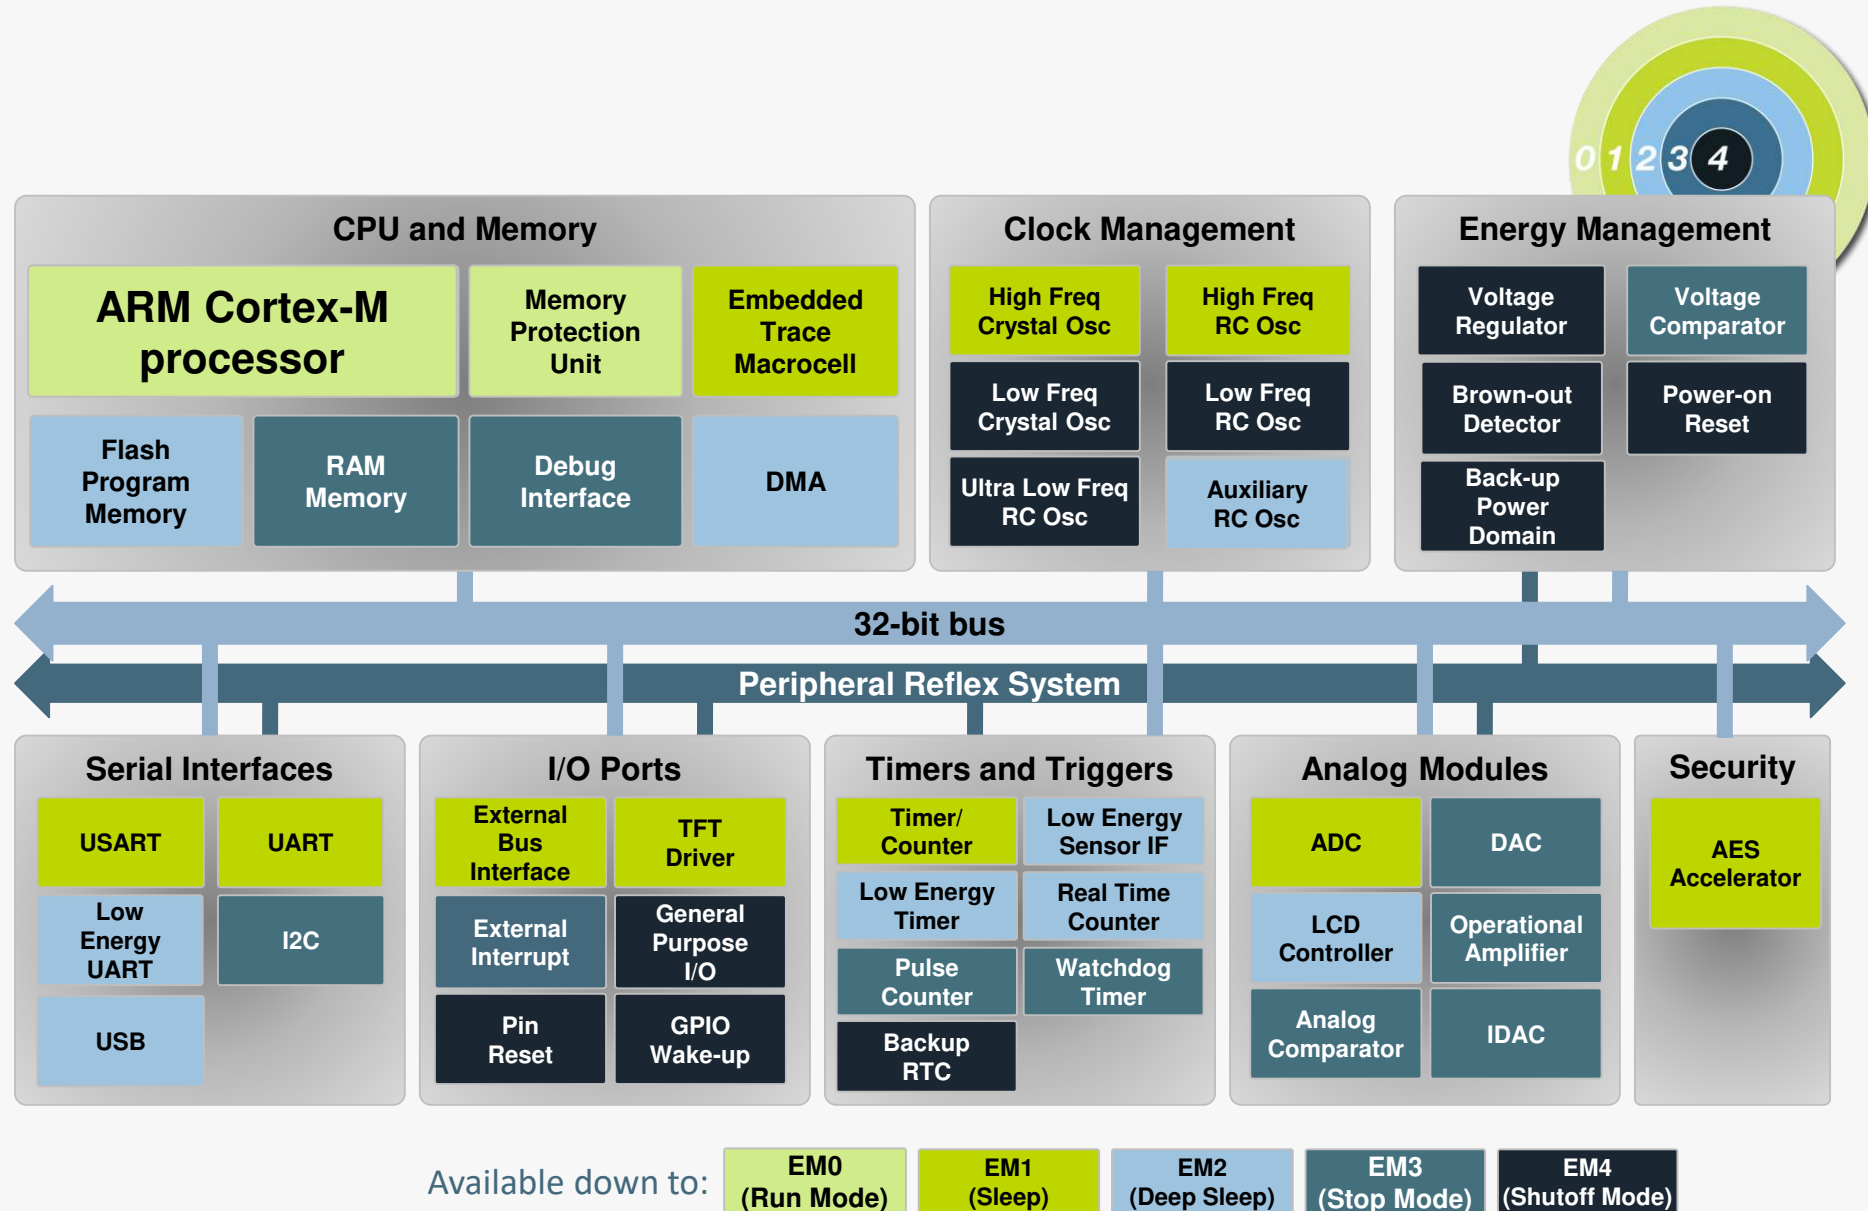 0 1 2 3 4
CPU and Memory
ARM Cortex-M
processor
Memory
Protection
Unit
Embedded
Trace
Macrocell
Flash
Program
Memory
RAM
Memory
Debug
Interface
DMA
Clock Management
High Freq
Crystal Osc
High Freq
RC Osc
Low Freq
Crystal Osc
Low Freq
RC Osc
Ultra Low Freq
RC Osc
Auxiliary
RC Osc
Energy Management
Voltage
Regulator
Voltage
Comparator
Brown-out
Detector
Power-on
Reset
Back-up
Power
Domain
32-bit bus
Peripheral Reflex System
Serial Interfaces
USART
UART
Low
Energy
UART
I2C
USB
I/O Ports
External
Bus
Interface
TFT
Driver
External
Interrupt
General
Purpose
I/O
Pin
Reset
GPIO
Wake-up
Timers and Triggers
Timer/
Counter
Low Energy
Sensor IF
Low Energy
Timer
Real Time
Counter
Pulse
Counter
Watchdog
Timer
Backup
RTC
Analog Modules
ADC
DAC
LCD
Controller
Operational
Amplifier
Analog
Comparator
IDAC
Security
AES
Accelerator
Available down to:
EM0
(Run Mode)
EM1
(Sleep)
EM2
(Deep Sleep)
EM3
(Stop Mode)
EM4
(Shutoff Mode)